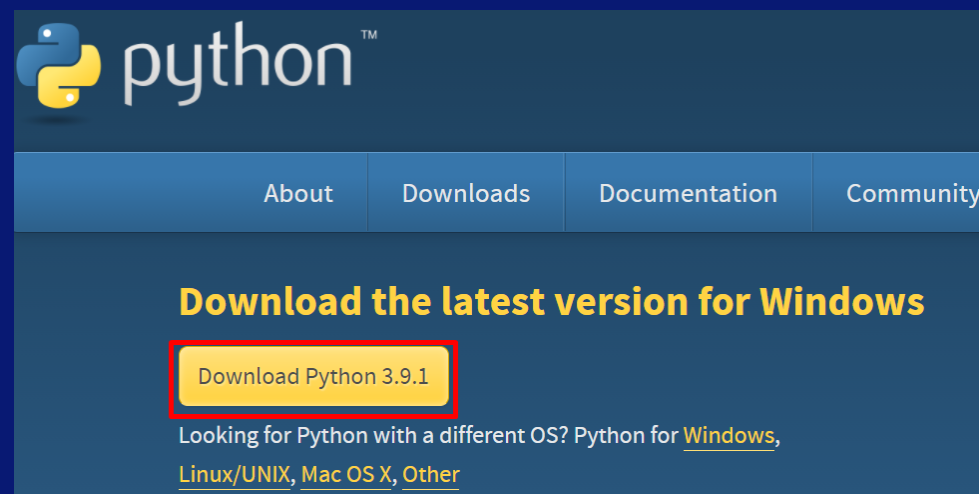 python™
About Downloads Documentation Community
Download the latest version for Windows
Download Python 3.9.1
Looking for Python with a different OS? Python for Windows,
Linux/UNIX, Mac OS X, Other